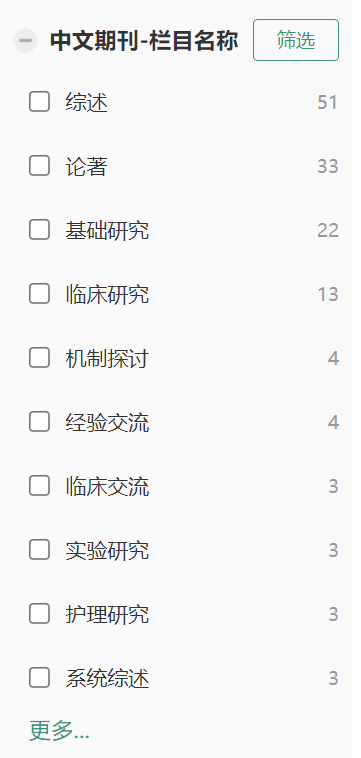 中文期刊-栏目名称 筛选
综述 51
论著 33
基础研究 22
临床研究 13
机制探讨 4
经验交流 4
临床交流 3
实验研究 3
护理研究 3
系统综述 3
更多...